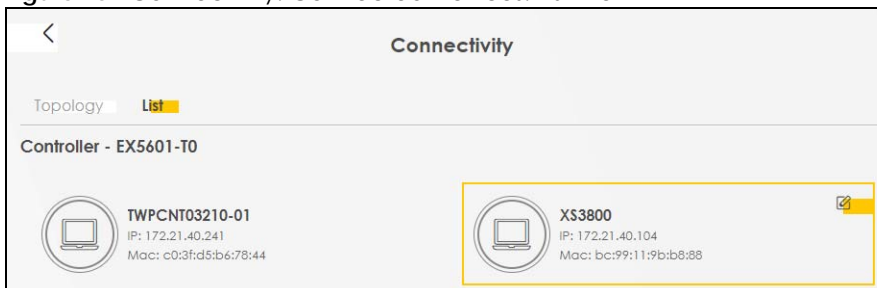 Connectivity
Topology List
Controller - EX5601-T0
TWPCNT03210-01
IP: 172.21.40.241
Mac: c0:3f:d5:b6:78:44
XS3800
IP: 172.21.40.104
Mac: bc:99:11:9b:b8:88